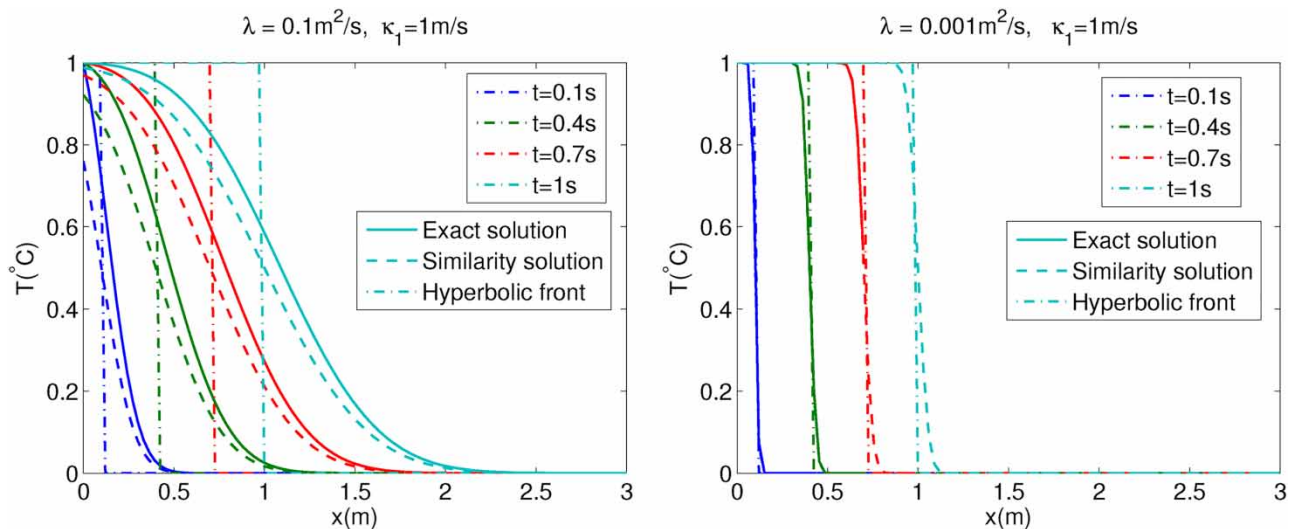 λ = 0.1m²/s, κ₁=1m/s
1
0.8
0.6
0.4
0.2
0
T(°C)
0
0.5
1
1.5
2
2.5
3
x(m)
t=0.1s
t=0.4s
t=0.7s
t=1s
Exact solution
Similarity solution
Hyperbolic front
λ = 0.001m²/s, κ₁=1m/s
1
0.8
0.6
0.4
0.2
0
T(°C)
0
0.5
1
1.5
2
2.5
3
x(m)
t=0.1s
t=0.4s
t=0.7s
t=1s
Exact solution
Similarity solution
Hyperbolic front